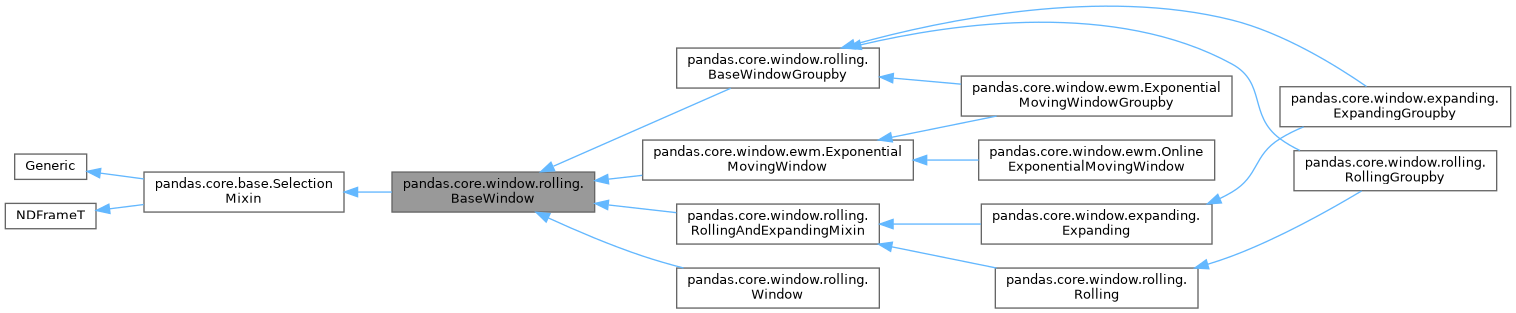 Generic
NDFrameT
pandas.core.base.Selection
Mixin
pandas.core.window.rolling.
BaseWindow
pandas.core.window.rolling.
BaseWindowGroupby
pandas.core.window.ewm.Exponential
MovingWindow
pandas.core.window.rolling.
RollingAndExpandingMixin
pandas.core.window.rolling.
Window
pandas.core.window.ewm.Exponential
MovingWindowGroupby
pandas.core.window.ewm.Online
ExponentialMovingWindow
pandas.core.window.expanding.
Expanding
pandas.core.window.rolling.
Rolling
pandas.core.window.expanding.
ExpandingGroupby
pandas.core.window.rolling.
RollingGroupby